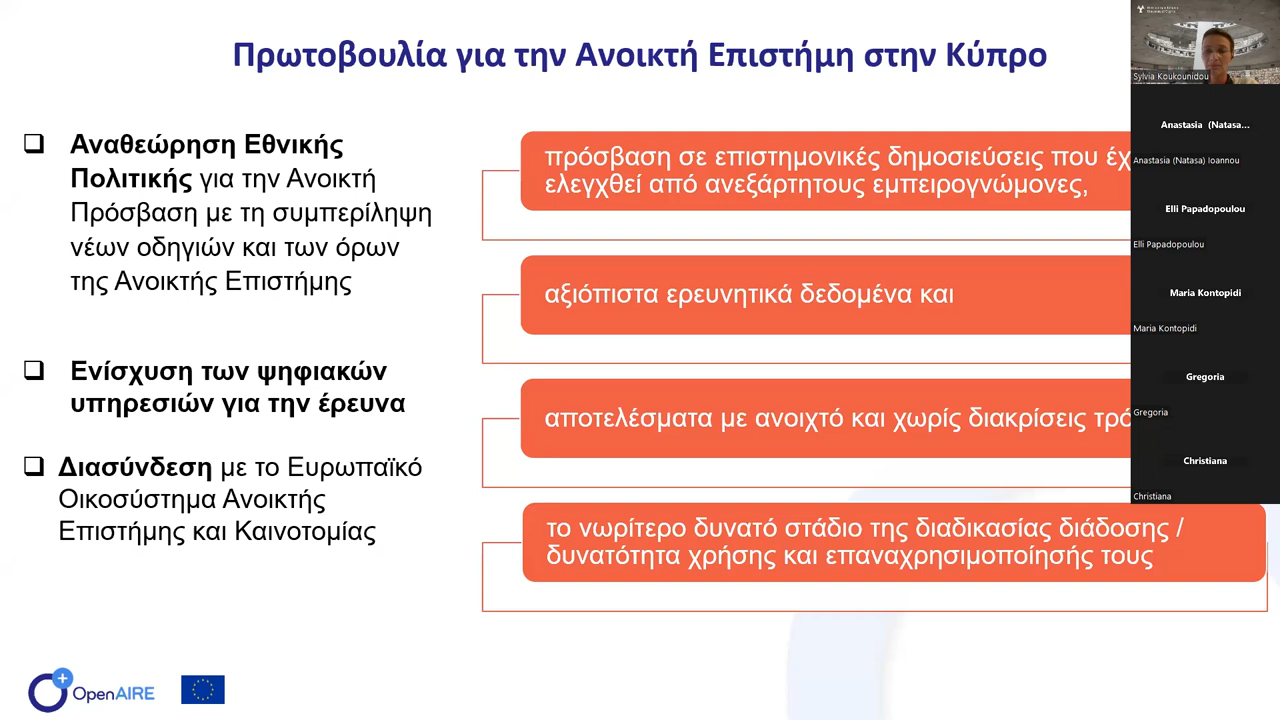 Πρωτοβουλία για την Ανοικτή Επιστήμη στην Κύπρο
Αναθεώρηση Εθνικής
Πολιτικής για την Ανοικτή
Πρόσβαση με τη συμπερίληψη
νέων οδηγιών και των όρων
της Ανοικτής Επιστήμης
Ενίσχυση των ψηφιακών
υπηρεσιών για την έρευνα
Διασύνδεση με το Ευρωπαϊκό
Οικοσύστημα Ανοικτής
Επιστήμης και Καινοτομίας
πρόσβαση σε επιστημονικές δημοσιεύσεις που
ελεγχθεί από ανεξάρτητους εμπειρογνώμονες,
αξιόπιστα ερευνητικά δεδομένα και
αποτελέσματα με ανοιχτό και χωρίς διακρίσεις
το νωρίτερο δυνατό στάδιο της διαδικασίας διάδοσης /
δυνατότητα χρήσης και επαναχρησιμοποίησής τους
OpenAIRE
Sylvia Koukounidou
Anastasia (Natasa...
Anastasia (Natasa) Ioannou
Elli Papadopoulou
Elli Papadopoulou
Maria Kontopidi
Maria Kontopidi
Gregoria
Gregoria
Christiana
Christiana